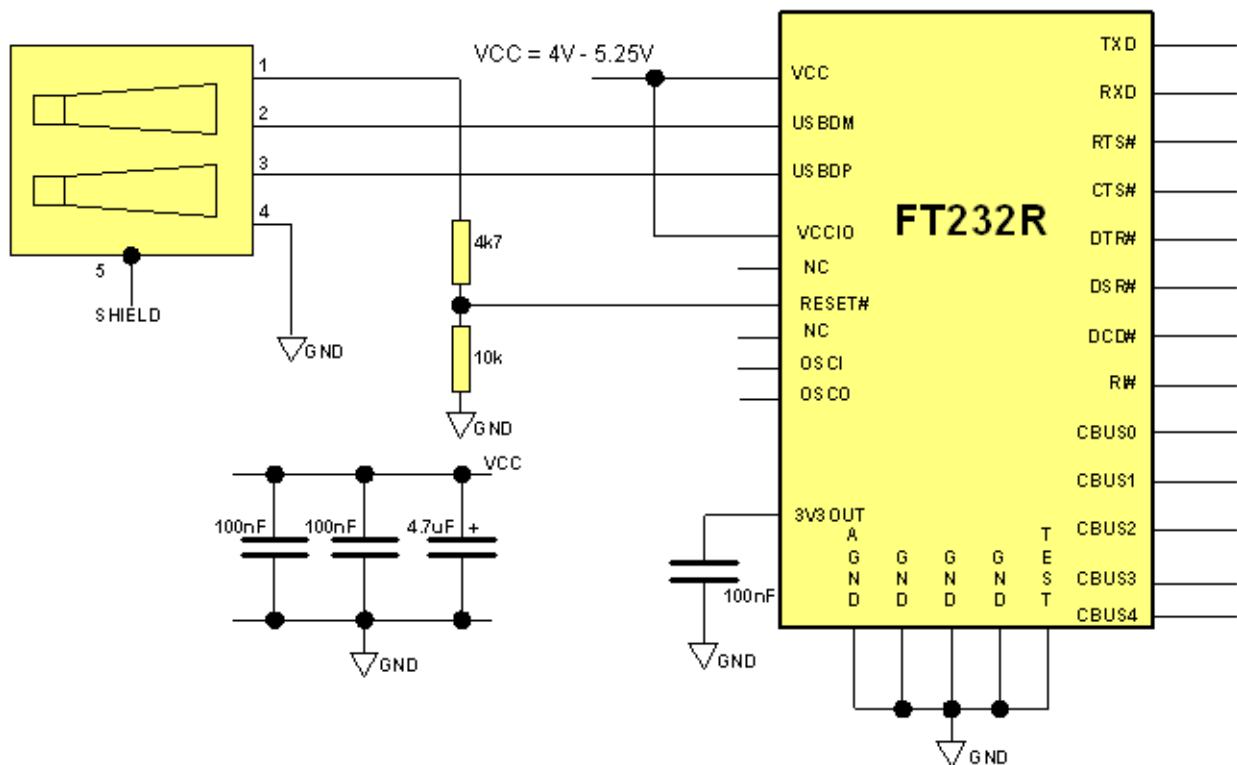 1
2
3
4
5
SHIELD
GND
4k7
10k
GND
VCC = 4V - 5.25V
VCC
100nF
100nF
4.7uF +
GND
FT232R
VCC
USBDM
USBDP
VCCIO
NC
RESET#
NC
OSCI
OSCO
3V3OUT
100nF
GND
AGND
GND
GND
GND
TEST
GND
TXD
RXD
RTS#
CTS#
DTR#
DSR#
DCD#
RI#
CBUS0
CBUS1
CBUS2
CBUS3
CBUS4